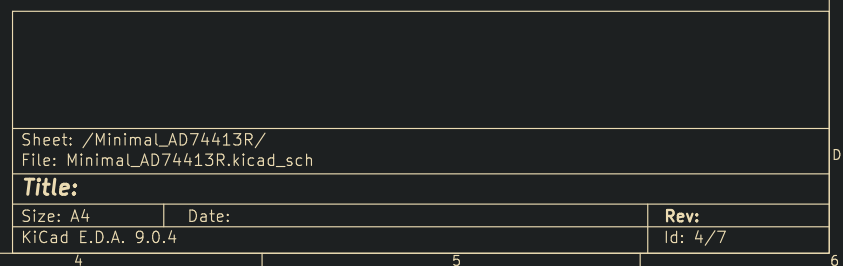 Sheet: /Minimal_AD74413R/
File: Minimal_AD74413R.kicad_sch
D
Title:
Size: A4 Date: Rev:
KiCad E.D.A. 9.0.4 Id: 4/7
4 5 6